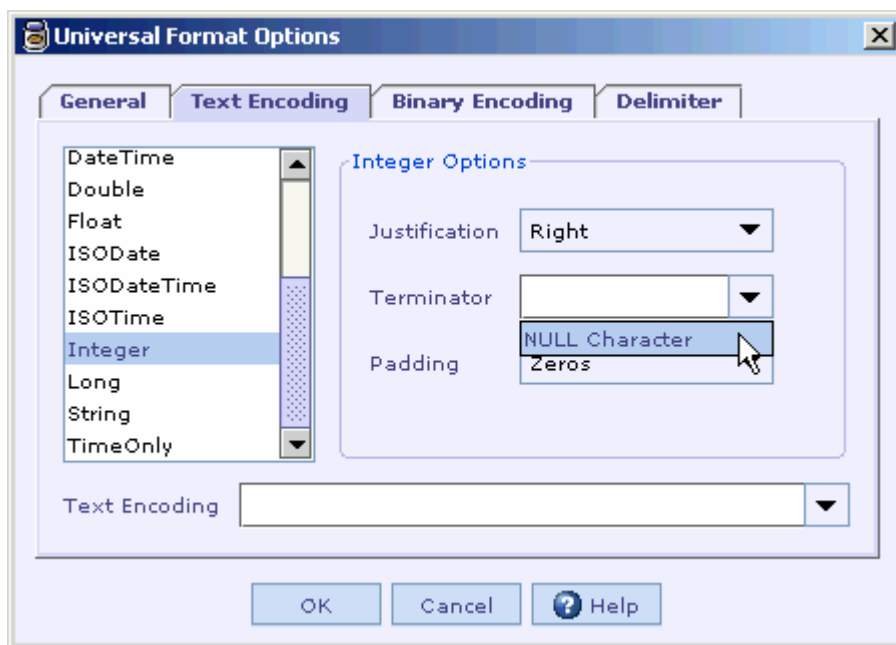 Universal Format Options
General Text Encoding Binary Encoding Delimiter
DateTime
Double
Float
ISODate
ISODateTime
ISOTime
Integer
Long
String
TimeOnly
Integer Options
Justification Right
Terminator
NULL Character
Padding Zeros
Text Encoding
OK Cancel Help